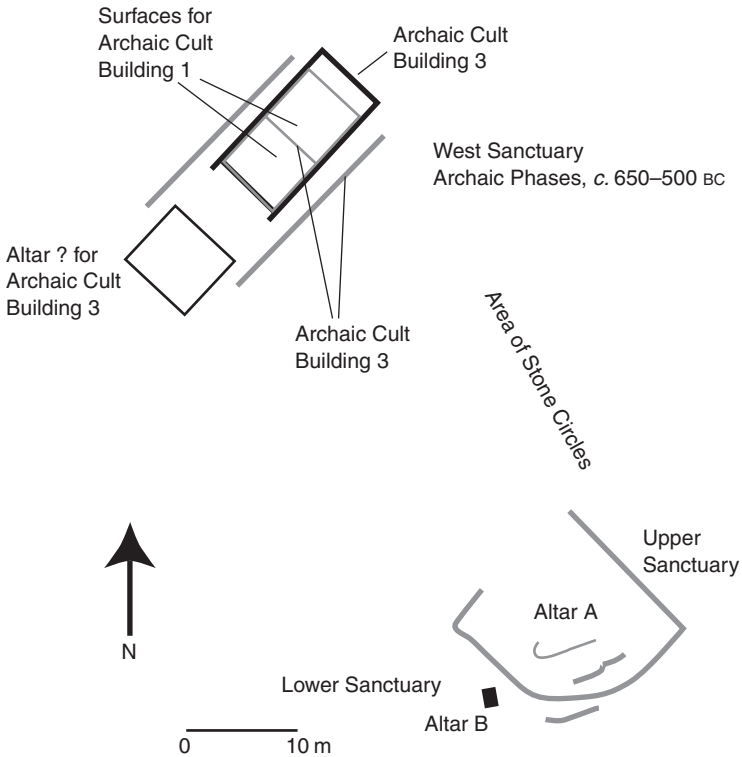 Surfaces for
Archaic Cult
Building 1
Archaic Cult
Building 3
West Sanctuary
Archaic Phases, c. 650–500 BC
Altar ? for
Archaic Cult
Building 3
Archaic Cult
Building 3
Area of Stone Circles
Upper
Sanctuary
Altar A
N
Lower Sanctuary
Altar B
0 10 m